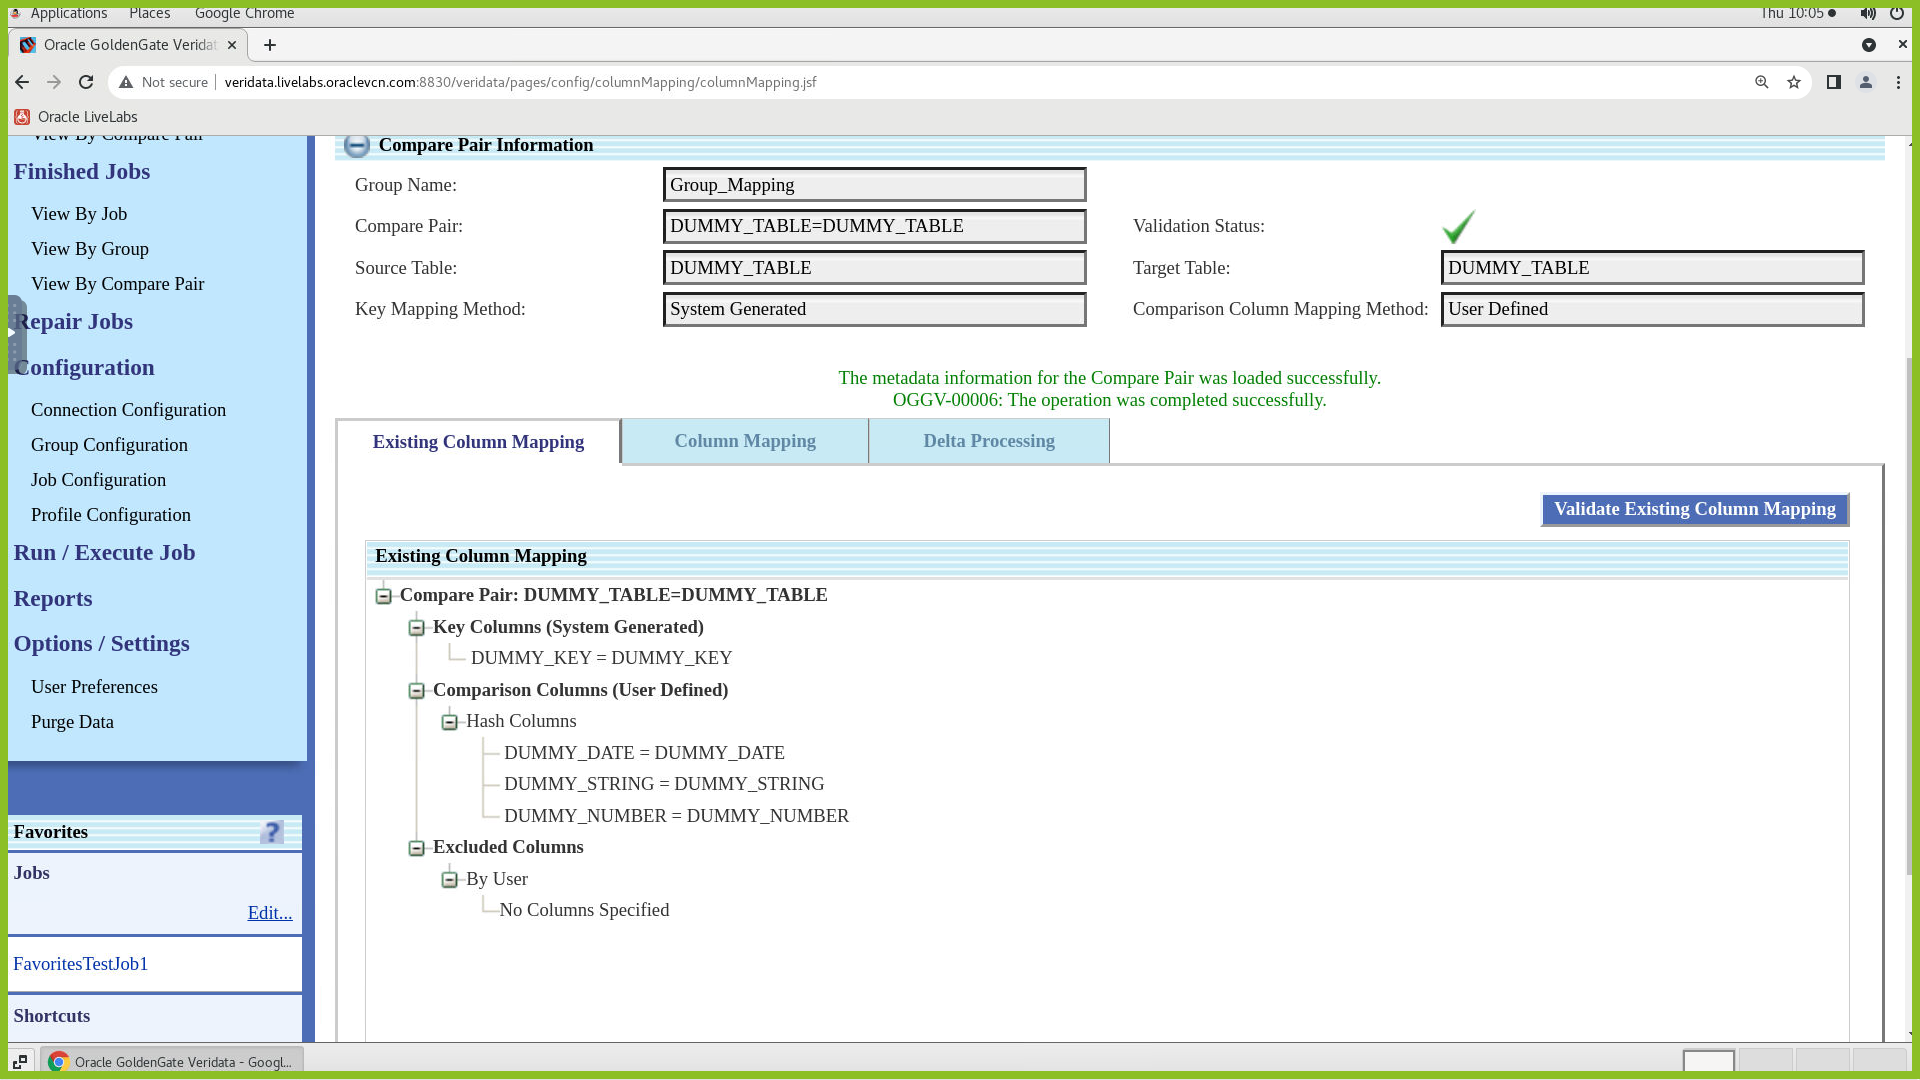 Applications Places Google Chrome Thu 10:05
Oracle GoldenGate Veridat
Not secure veridata.livelabs.oraclevcn.com:8830/veridata/pages/config/columnMapping/columnMapping.jsf
Oracle LiveLabs
View By Compare Pair
Finished Jobs
View By Job
View By Group
View By Compare Pair
Repair Jobs
Configuration
Connection Configuration
Group Configuration
Job Configuration
Profile Configuration
Run / Execute Job
Reports
Options / Settings
User Preferences
Purge Data
Favorites ?
Jobs
Edit...
FavoritesTestJob1
Shortcuts
Compare Pair Information
Group Name: Group_Mapping
Compare Pair: DUMMY_TABLE=DUMMY_TABLE Validation Status:
Source Table: DUMMY_TABLE Target Table: DUMMY_TABLE
Key Mapping Method: System Generated Comparison Column Mapping Method: User Defined
The metadata information for the Compare Pair was loaded successfully.
OGGV-00006: The operation was completed successfully.
Existing Column Mapping Column Mapping Delta Processing
Validate Existing Column Mapping
Existing Column Mapping
Compare Pair: DUMMY_TABLE=DUMMY_TABLE
Key Columns (System Generated)
DUMMY_KEY = DUMMY_KEY
Comparison Columns (User Defined)
Hash Columns
DUMMY_DATE = DUMMY_DATE
DUMMY_STRING = DUMMY_STRING
DUMMY_NUMBER = DUMMY_NUMBER
Excluded Columns
By User
No Columns Specified
Oracle GoldenGate Veridata - Googl...